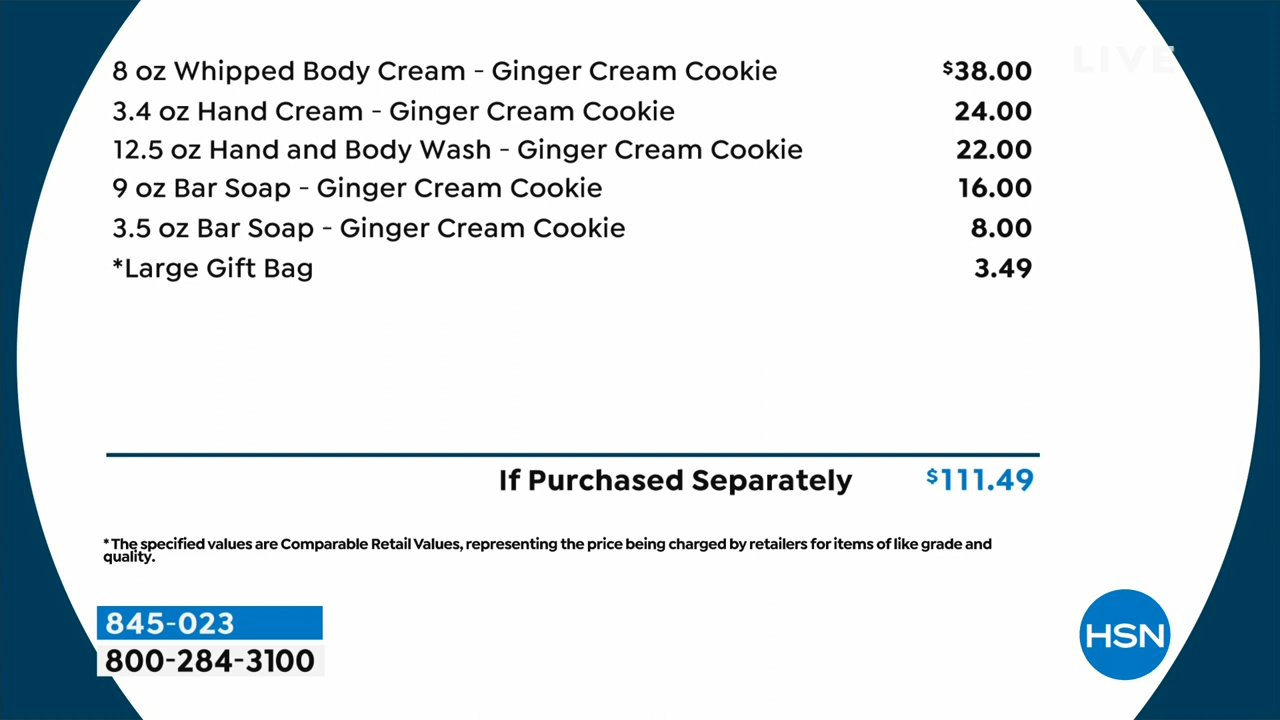 LIVE
8 oz Whipped Body Cream - Ginger Cream Cookie $38.00
3.4 oz Hand Cream - Ginger Cream Cookie 24.00
12.5 oz Hand and Body Wash - Ginger Cream Cookie 22.00
9 oz Bar Soap - Ginger Cream Cookie 16.00
3.5 oz Bar Soap - Ginger Cream Cookie 8.00
*Large Gift Bag 3.49
If Purchased Separately $111.49
*The specified values are Comparable Retail Values, representing the price being charged by retailers for items of like grade and
quality.
845-023
800-284-3100
HSN